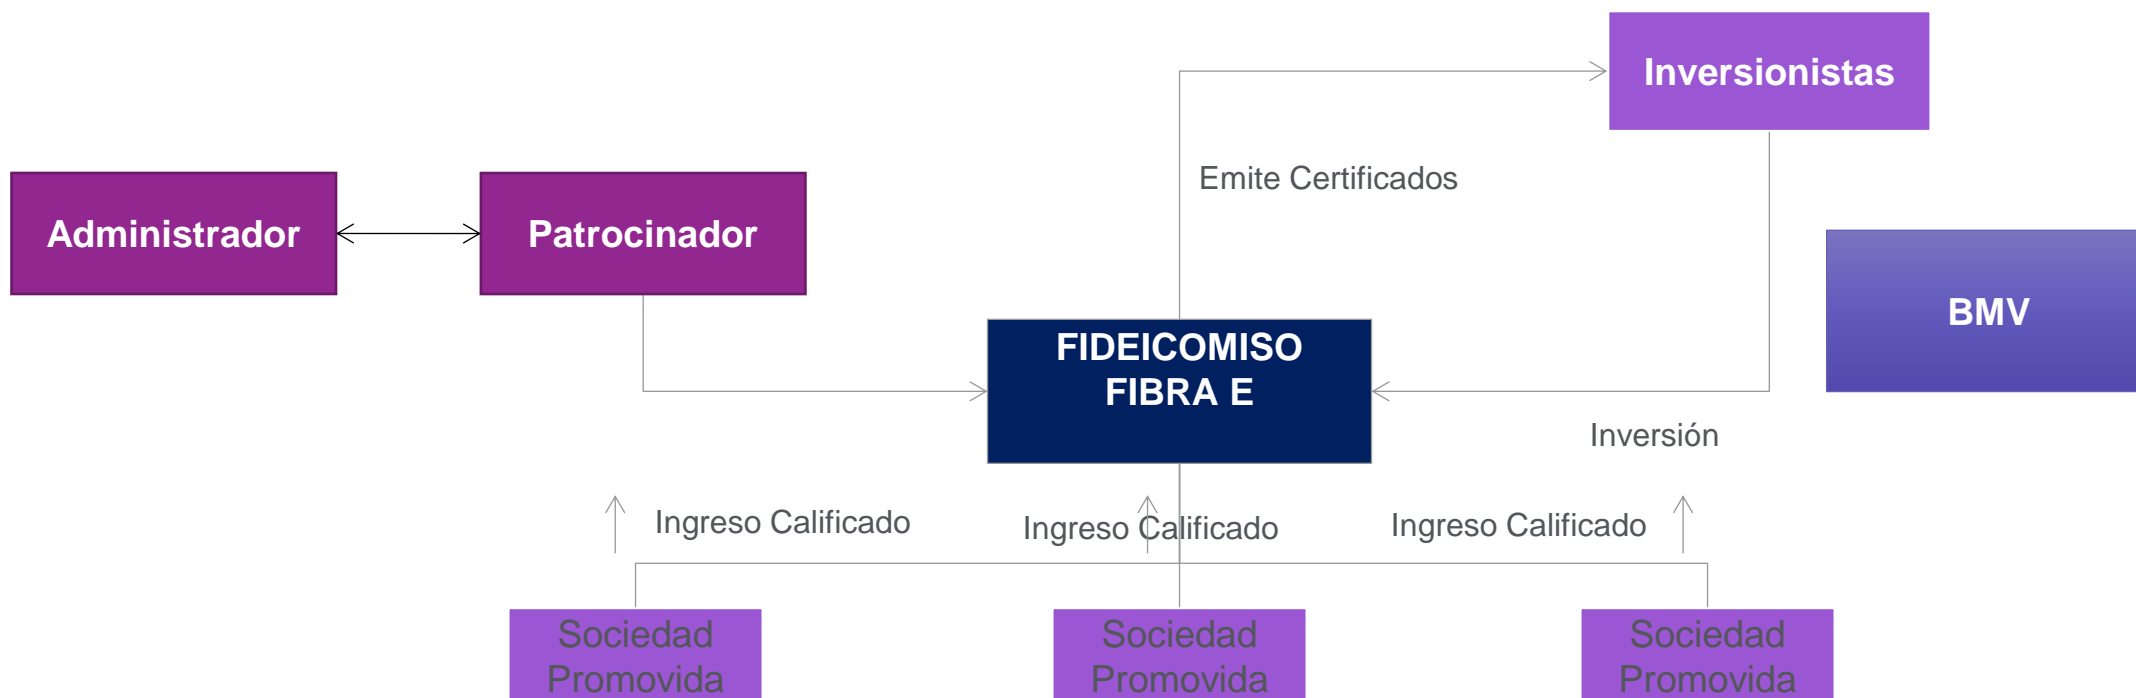 Inversionistas
Emite Certificados
Administrador
Patrocinador
BMV
FIDEICOMISO
FIBRA E
Inversión
Ingreso Calificado
Ingreso Calificado
Ingreso Calificado
Sociedad
Promovida
Sociedad
Promovida
Sociedad
Promovida